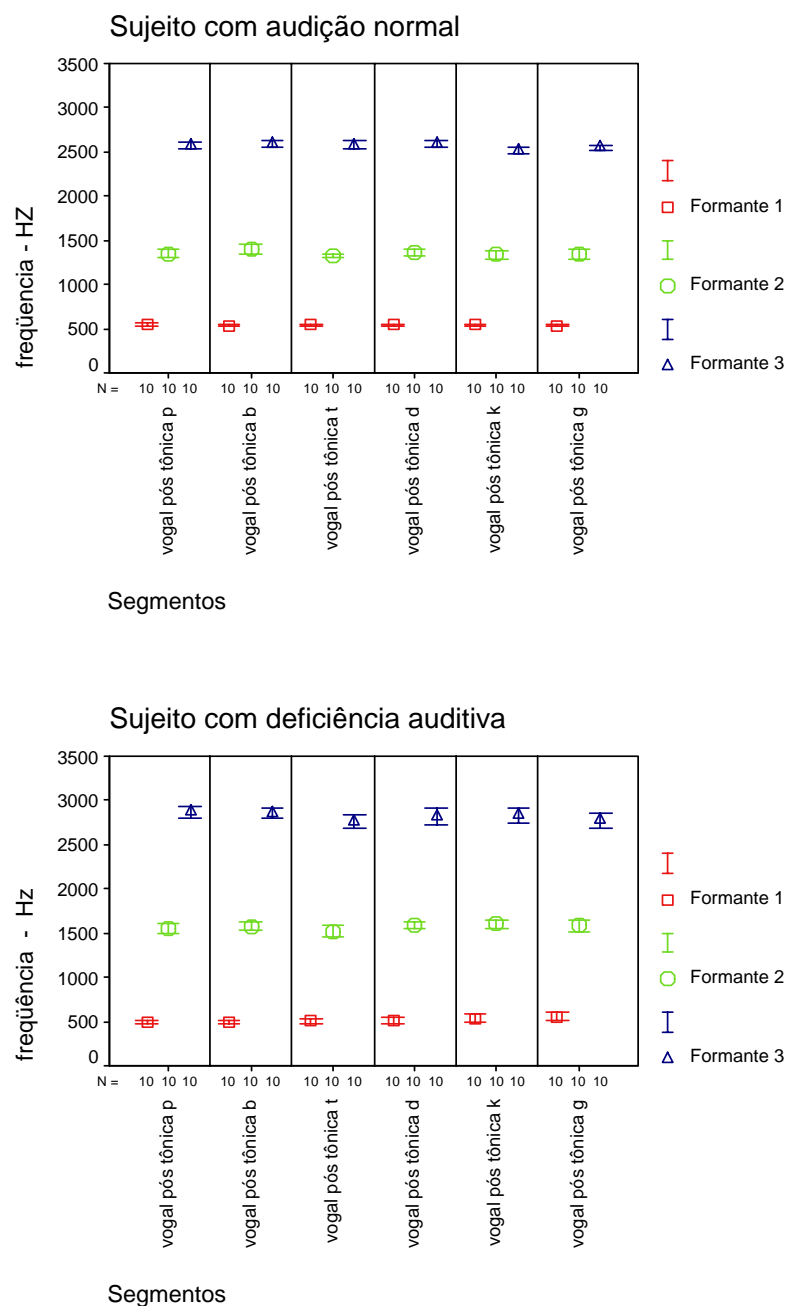 Sujeito com audição normal
freqüencia - HZ
3500
3000
2500
2000
1500
1000
500
0
N = 10 10 10 10 10 10 10 10 10 10 10 10 10 10 10 10 10 10
vogal pós tônica p
vogal pós tônica b
vogal pós tônica t
vogal pós tônica d
vogal pós tônica k
vogal pós tônica g
Segmentos
Formante 1
Formante 2
Formante 3
Sujeito com deficiência auditiva
freqüência - Hz
3500
3000
2500
2000
1500
1000
500
0
N = 10 10 10 10 10 10 10 10 10 10 10 10 10 10 10 10 10 10
vogal pós tônica p
vogal pós tônica b
vogal pós tônica t
vogal pós tônica d
vogal pós tônica k
vogal pós tônica g
Segmentos
Formante 1
Formante 2
Formante 3